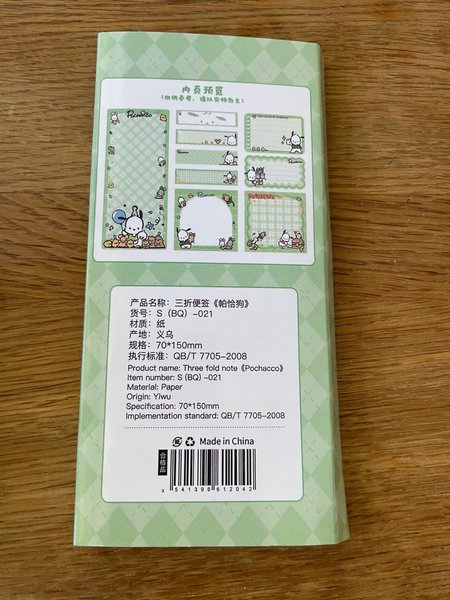 内页预览
(仅供参考，请以实物为主)
Pochacco
Pochacco
产品名称：三折便签《帕恰狗》
货号：S（BQ）-021
材质：纸
产地：义乌
规格：70*150mm
执行标准：QB/T 7705-2008
Product name: Three fold note《Pochacco》
Item number: S (BQ) -021
Material: Paper
Origin: Yiwu
Specification: 70*150mm
Implementation standard: QB/T 7705-2008
Made in China
合格品
3 541396 612042